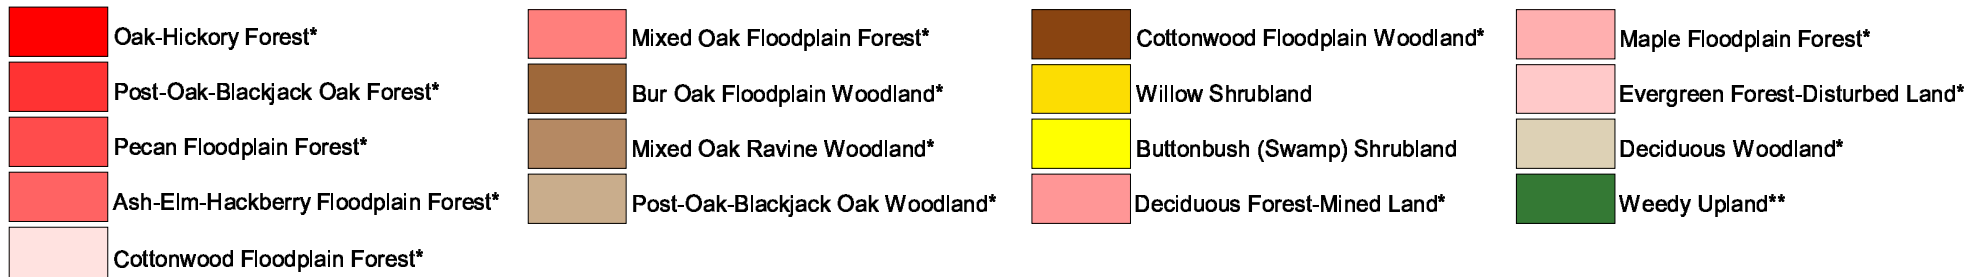 Oak-Hickory Forest*
Post-Oak-Blackjack Oak Forest*
Pecan Floodplain Forest*
Ash-Elm-Hackberry Floodplain Forest*
Cottonwood Floodplain Forest*
Mixed Oak Floodplain Forest*
Bur Oak Floodplain Woodland*
Mixed Oak Ravine Woodland*
Post-Oak-Blackjack Oak Woodland*
Cottonwood Floodplain Woodland*
Willow Shrubland
Buttonbush (Swamp) Shrubland
Deciduous Forest-Mined Land*
Maple Floodplain Forest*
Evergreen Forest-Disturbed Land*
Deciduous Woodland*
Weedy Upland**